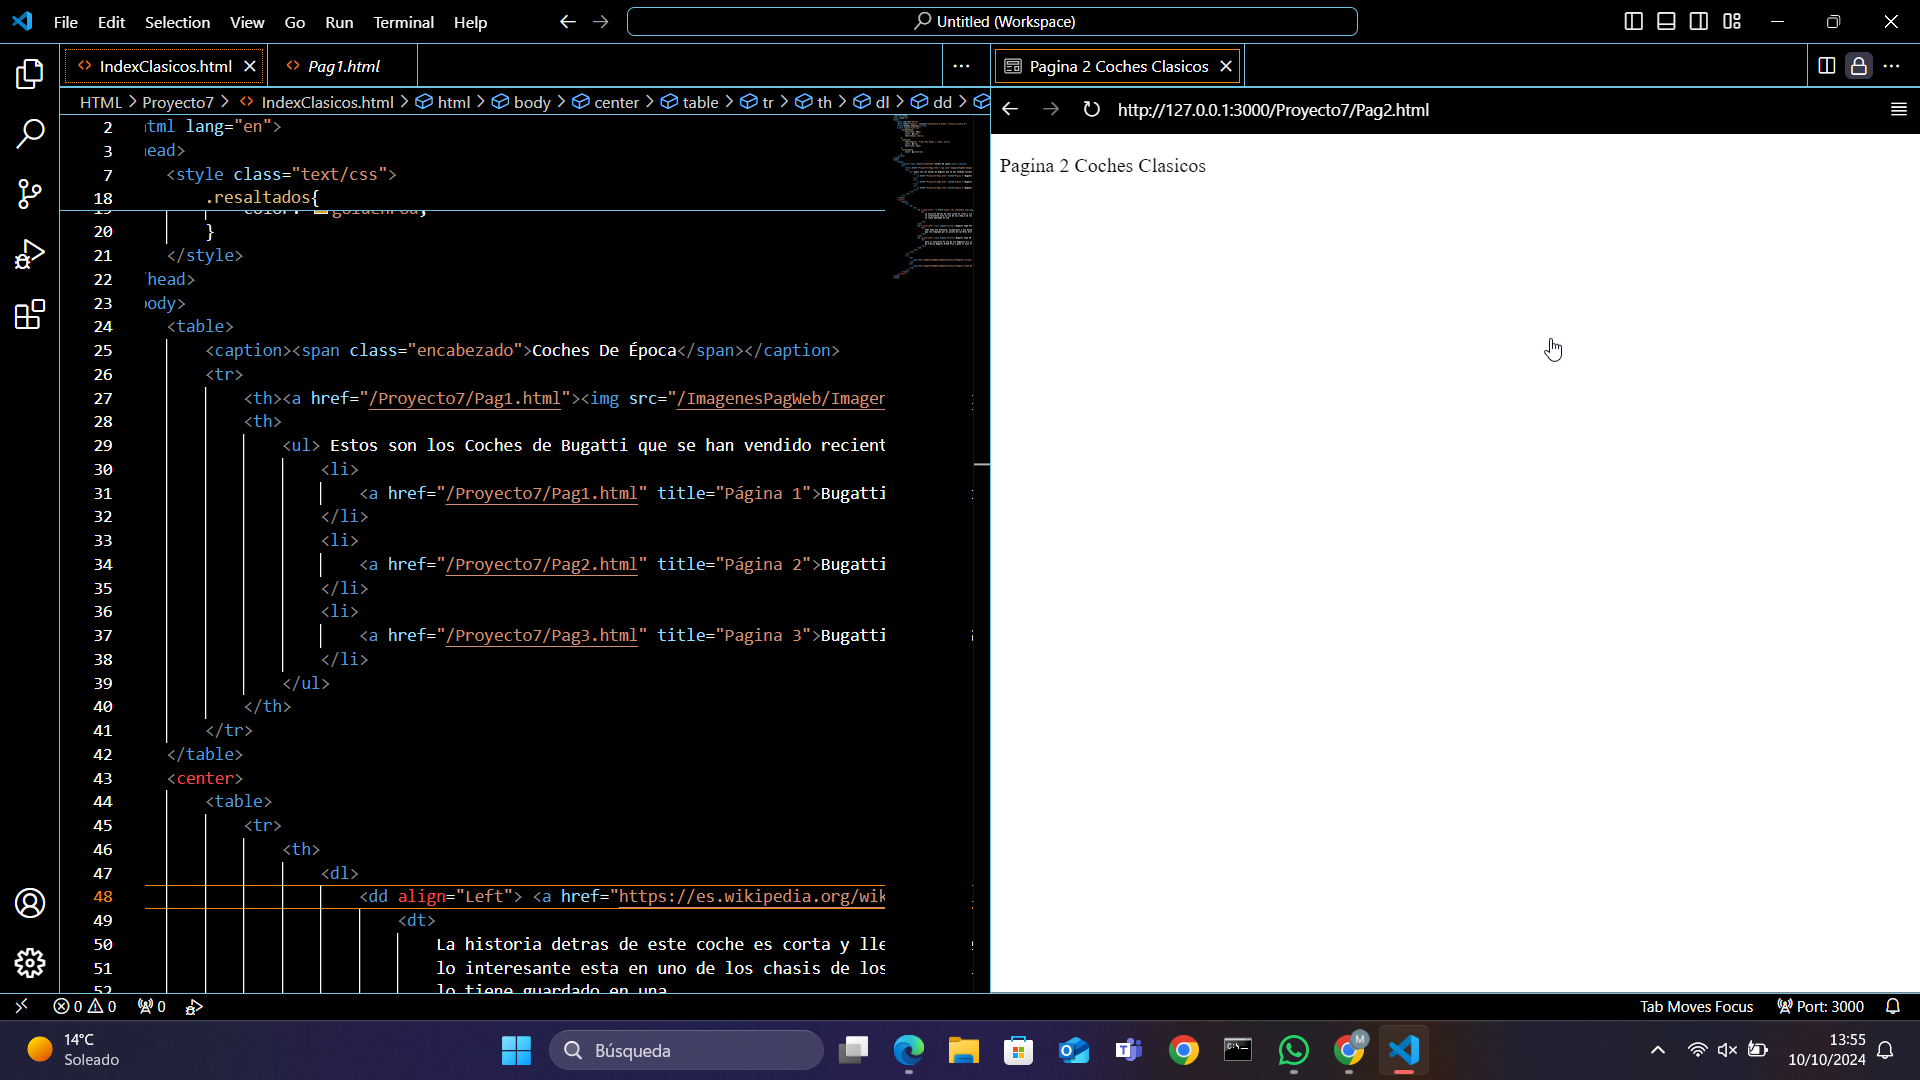 File Edit Selection View Go Run Terminal Help
Untitled (Workspace)
IndexClasicos.html
Pag1.html
Pagina 2 Coches Clasicos
HTML > Proyecto7 > IndexClasicos.html > html > body > center > table > tr > th > dl > dd >
http://127.0.0.1:3000/Proyecto7/Pag2.html
2 html lang="en">
3 head>
7 <style class="text/css">
18 .resaltados{
color: goldenrod;
20 }
21 </style>
22 head>
23 body>
24 <table>
25 <caption><span class="encabezado">Coches De Época</span></caption>
26 <tr>
27 <th><a href="/Proyecto7/Pag1.html"><img src="/ImagenesPagWeb/Imagen
28 <th>
29 <ul> Estos son los Coches de Bugatti que se han vendido recient
30 <li>
31 <a href="/Proyecto7/Pag1.html" title="Página 1">Bugatti
32 </li>
33 <li>
34 <a href="/Proyecto7/Pag2.html" title="Página 2">Bugatti
35 </li>
36 <li>
37 <a href="/Proyecto7/Pag3.html" title="Pagina 3">Bugatti
38 </li>
39 </ul>
40 </th>
41 </tr>
42 </table>
43 <center>
44 <table>
45 <tr>
46 <th>
47 <dl>
48 <dd align="Left"> <a href="https://es.wikipedia.org/wik
49 <dt>
50 La historia detras de este coche es corta y lle
51 lo interesante esta en uno de los chasis de los
52 lo tiene guardado en una
Pagina 2 Coches Clasicos
0 0 0
Tab Moves Focus Port: 3000
14°C
Soleado
Búsqueda
M
13:55
10/10/2024